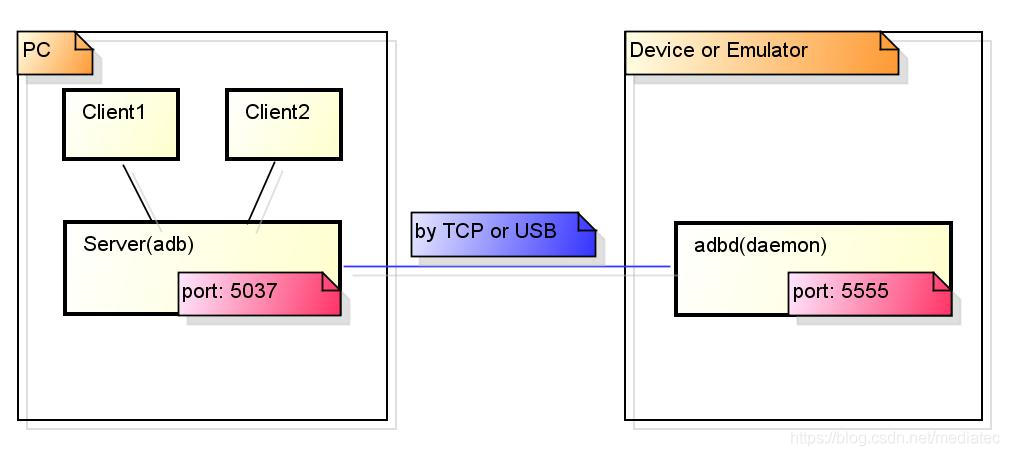 PC
Device or Emulator
Client1
Client2
by TCP or USB
Server(adb)
adbd(daemon)
port: 5037
port: 5555
https://blog.csdn.net/mediatec